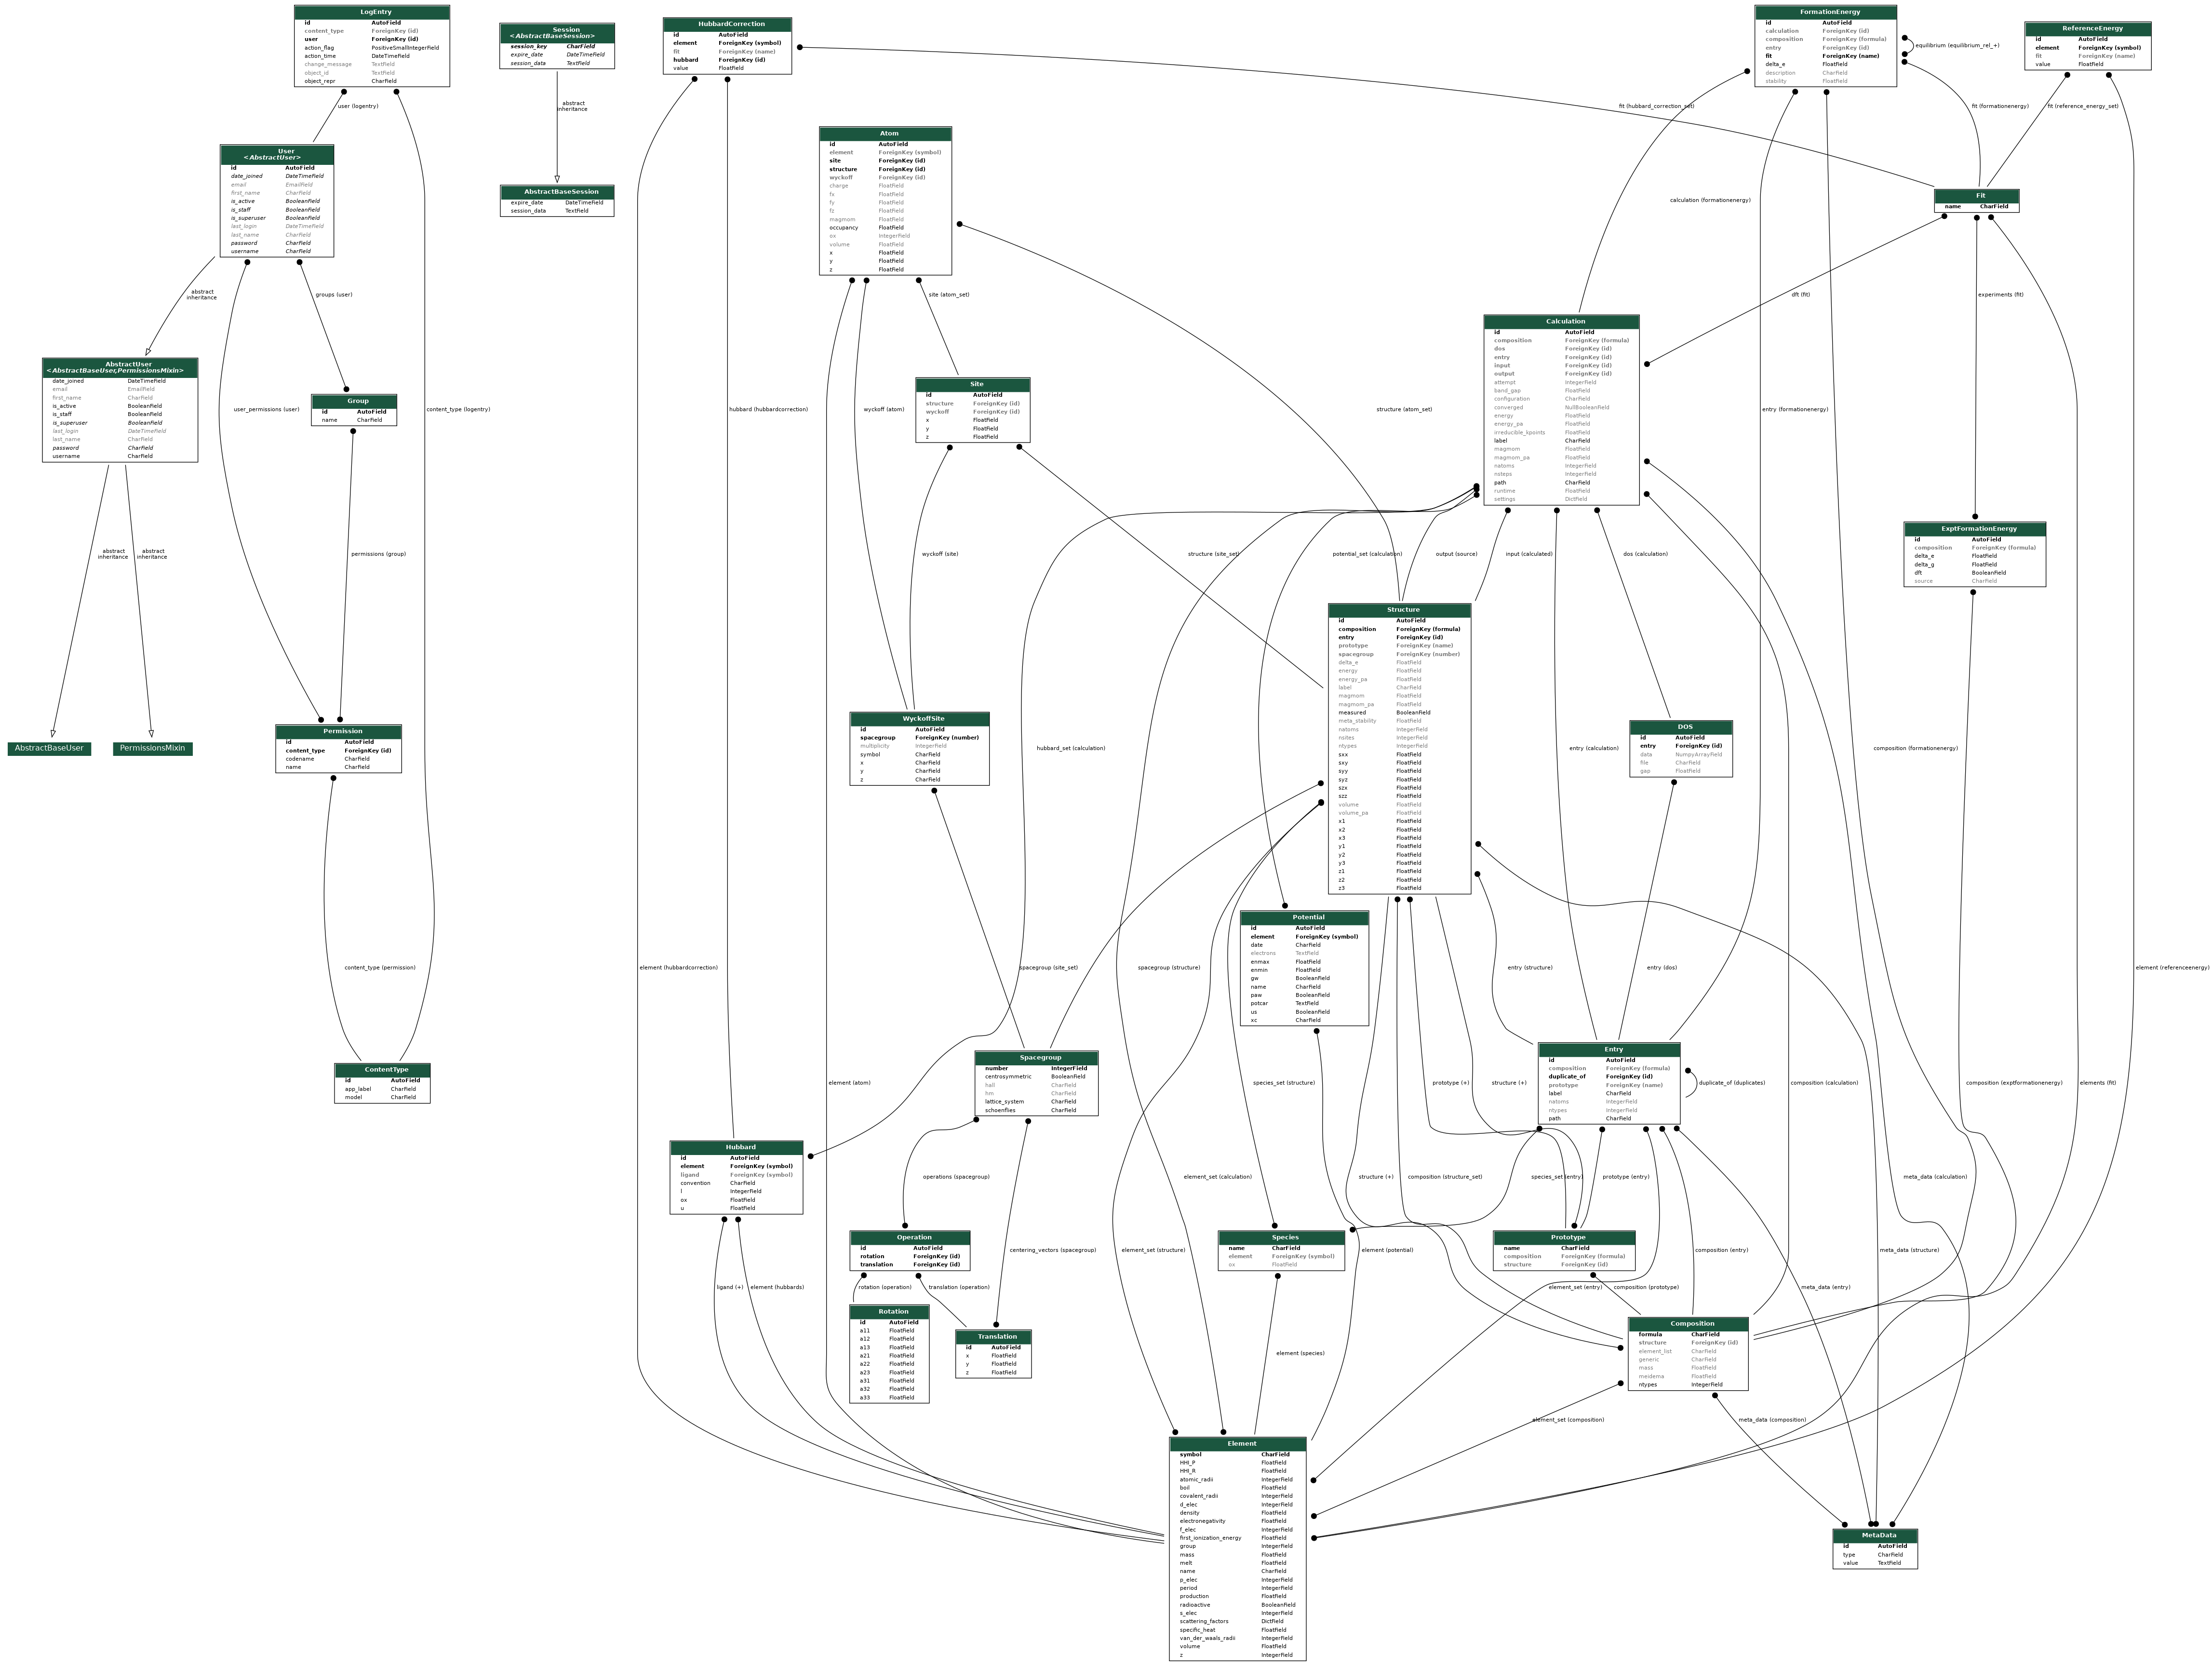 LogEntry
id AutoField
content_type ForeignKey (id)
user ForeignKey (id)
action_flag PositiveSmallIntegerField
action_time DateTimeField
change_message TextField
object_id TextField
object_repr CharField
Session
<AbstractBaseSession>
session_key CharField
expire_date DateTimeField
session_data TextField
HubbardCorrection
id AutoField
element ForeignKey (symbol)
fit ForeignKey (name)
hubbard ForeignKey (id)
value FloatField
FormationEnergy
id AutoField
calculation ForeignKey (id)
composition ForeignKey (formula)
entry ForeignKey (id)
fit ForeignKey (name)
delta_e FloatField
description CharField
stability FloatField
equilibrium (equilibrium_rel_+)
ReferenceEnergy
id AutoField
element ForeignKey (symbol)
fit ForeignKey (name)
value FloatField
user (logentry)
abstract
inheritance
fit (hubbard_correction_set)
fit (formationenergy)
fit (reference_energy_set)
User
<AbstractUser>
id AutoField
date_joined DateTimeField
email EmailField
first_name CharField
is_active BooleanField
is_staff BooleanField
is_superuser BooleanField
last_login DateTimeField
last_name CharField
password CharField
username CharField
AbstractBaseSession
expire_date DateTimeField
session_data TextField
Atom
id AutoField
element ForeignKey (symbol)
site ForeignKey (id)
structure ForeignKey (id)
wyckoff ForeignKey (id)
charge FloatField
fx FloatField
fy FloatField
fz FloatField
magmom FloatField
occupancy FloatField
ox IntegerField
volume FloatField
x FloatField
y FloatField
z FloatField
calculation (formationenergy)
Fit
name CharField
abstract
inheritance
groups (user)
site (atom_set)
dft (fit)
experiments (fit)
AbstractUser
<AbstractBaseUser,PermissionsMixin>
date_joined DateTimeField
email EmailField
first_name CharField
is_active BooleanField
is_staff BooleanField
is_superuser BooleanField
last_login DateTimeField
last_name CharField
password CharField
username CharField
Group
id AutoField
name CharField
user_permissions (user)
content_type (logentry)
hubbard (hubbardcorrection)
wyckoff (atom)
Site
id AutoField
structure ForeignKey (id)
wyckoff ForeignKey (id)
x FloatField
y FloatField
z FloatField
structure (atom_set)
Calculation
id AutoField
composition ForeignKey (formula)
dos ForeignKey (id)
entry ForeignKey (id)
input ForeignKey (id)
output ForeignKey (id)
attempt IntegerField
band_gap FloatField
configuration CharField
converged NullBooleanField
energy FloatField
energy_pa FloatField
irreducible_kpoints FloatField
label CharField
magmom FloatField
magmom_pa FloatField
natoms IntegerField
nsteps IntegerField
path CharField
runtime FloatField
settings DictField
entry (formationenergy)
abstract
inheritance
abstract
inheritance
permissions (group)
wyckoff (site)
structure (site_set)
potential_set (calculation)
output (source)
input (calculated)
dos (calculation)
ExptFormationEnergy
id AutoField
composition ForeignKey (formula)
delta_e FloatField
delta_g FloatField
dft BooleanField
source CharField
AbstractBaseUser
PermissionsMixin
Permission
id AutoField
content_type ForeignKey (id)
codename CharField
name CharField
WyckoffSite
id AutoField
spacegroup ForeignKey (number)
multiplicity IntegerField
symbol CharField
x CharField
y CharField
z CharField
hubbard_set (calculation)
Structure
id AutoField
composition ForeignKey (formula)
entry ForeignKey (id)
prototype ForeignKey (name)
spacegroup ForeignKey (number)
delta_e FloatField
energy FloatField
energy_pa FloatField
label CharField
magmom FloatField
magmom_pa FloatField
measured BooleanField
meta_stability FloatField
natoms IntegerField
nsites IntegerField
ntypes IntegerField
sxx FloatField
sxy FloatField
syy FloatField
syz FloatField
szx FloatField
szz FloatField
volume FloatField
volume_pa FloatField
x1 FloatField
x2 FloatField
x3 FloatField
y1 FloatField
y2 FloatField
y3 FloatField
z1 FloatField
z2 FloatField
z3 FloatField
entry (calculation)
DOS
id AutoField
entry ForeignKey (id)
data NumpyArrayField
file CharField
gap FloatField
composition (formationenergy)
content_type (permission)
element (hubbardcorrection)
spacegroup (site_set)
spacegroup (structure)
Potential
id AutoField
element ForeignKey (symbol)
date CharField
electrons TextField
enmax FloatField
enmin FloatField
gw BooleanField
name CharField
paw BooleanField
potcar TextField
us BooleanField
xc CharField
entry (structure)
entry (dos)
element (referenceenergy)
ContentType
id AutoField
app_label CharField
model CharField
element (atom)
Spacegroup
number IntegerField
centrosymmetric BooleanField
hall CharField
hm CharField
lattice_system CharField
schoenflies CharField
species_set (structure)
prototype (+)
structure (+)
Entry
id AutoField
composition ForeignKey (formula)
duplicate_of ForeignKey (id)
prototype ForeignKey (name)
label CharField
natoms IntegerField
ntypes IntegerField
path CharField
duplicate_of (duplicates)
composition (calculation)
composition (exptformationenergy)
elements (fit)
Hubbard
id AutoField
element ForeignKey (symbol)
ligand ForeignKey (symbol)
convention CharField
l IntegerField
ox FloatField
u FloatField
operations (spacegroup)
element_set (calculation)
structure (+)
composition (structure_set)
species_set (entry)
prototype (entry)
meta_data (calculation)
Operation
id AutoField
rotation ForeignKey (id)
translation ForeignKey (id)
centering_vectors (spacegroup)
element_set (structure)
Species
name CharField
element ForeignKey (symbol)
ox FloatField
element (potential)
Prototype
name CharField
composition ForeignKey (formula)
structure ForeignKey (id)
composition (entry)
meta_data (structure)
ligand (+)
element (hubbards)
rotation (operation)
translation (operation)
element_set (entry)
composition (prototype)
meta_data (entry)
Rotation
id AutoField
a11 FloatField
a12 FloatField
a13 FloatField
a21 FloatField
a22 FloatField
a23 FloatField
a31 FloatField
a32 FloatField
a33 FloatField
Translation
id AutoField
x FloatField
y FloatField
z FloatField
element (species)
Composition
formula CharField
structure ForeignKey (id)
element_list CharField
generic CharField
mass FloatField
meidema FloatField
ntypes IntegerField
element_set (composition)
meta_data (composition)
Element
symbol CharField
HHI_P FloatField
HHI_R FloatField
atomic_radii IntegerField
boil FloatField
covalent_radii IntegerField
d_elec IntegerField
density FloatField
electronegativity FloatField
f_elec IntegerField
first_ionization_energy FloatField
group IntegerField
mass FloatField
melt FloatField
name CharField
p_elec IntegerField
period IntegerField
production FloatField
radioactive BooleanField
s_elec IntegerField
scattering_factors DictField
specific_heat FloatField
van_der_waals_radii IntegerField
volume FloatField
z IntegerField
MetaData
id AutoField
type CharField
value TextField